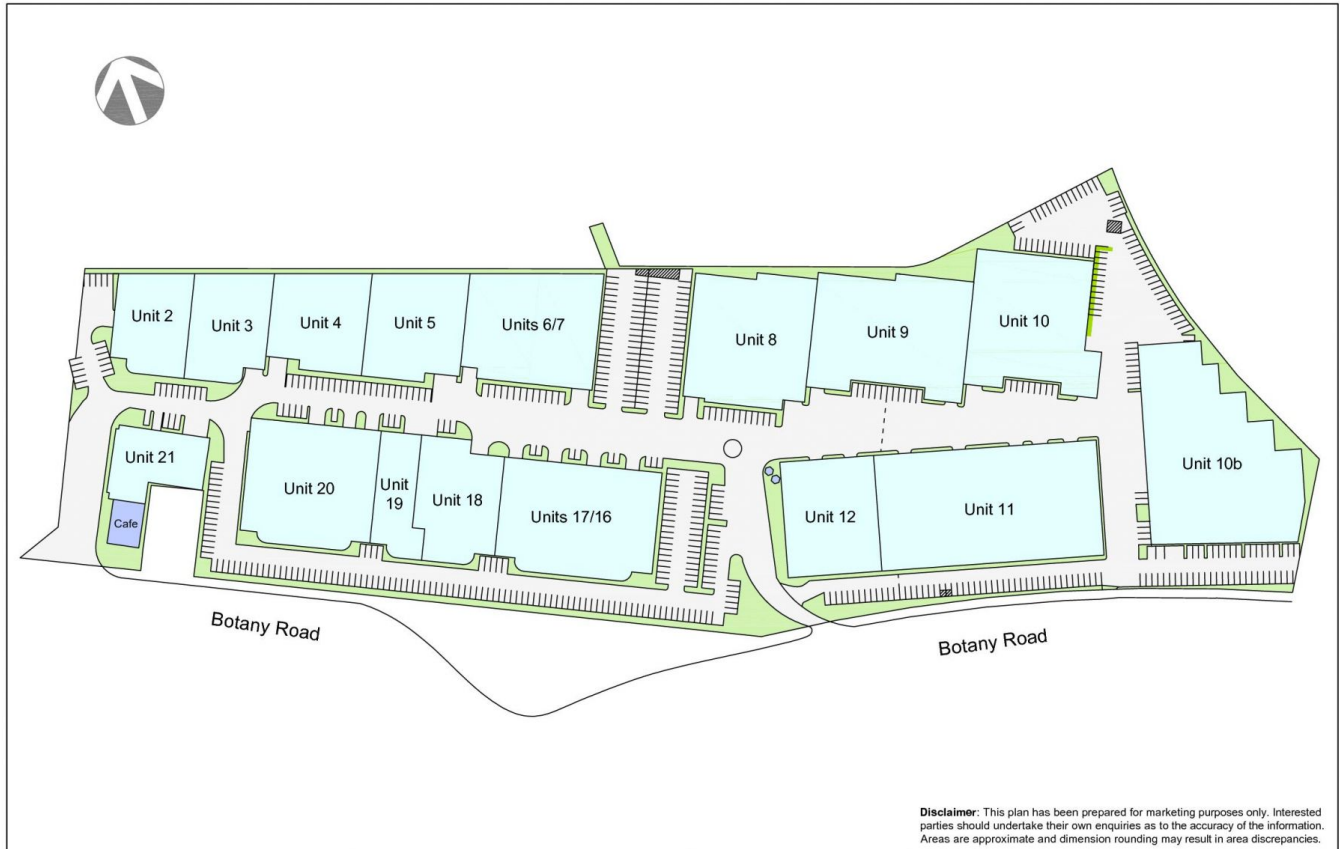 Unit 2
Unit 3
Unit 4
Unit 5
Units 6/7
Unit 8
Unit 9
Unit 10
Unit 21
Cafe
Unit 20
Unit
19
Unit 18
Units 17/16
Unit 12
Unit 11
Unit 10b
Botany Road
Botany Road
Disclaimer: This plan has been prepared for marketing purposes only. Interested
parties should undertake their own enquiries as to the accuracy of the information.
Areas are approximate and dimension rounding may result in area discrepancies.